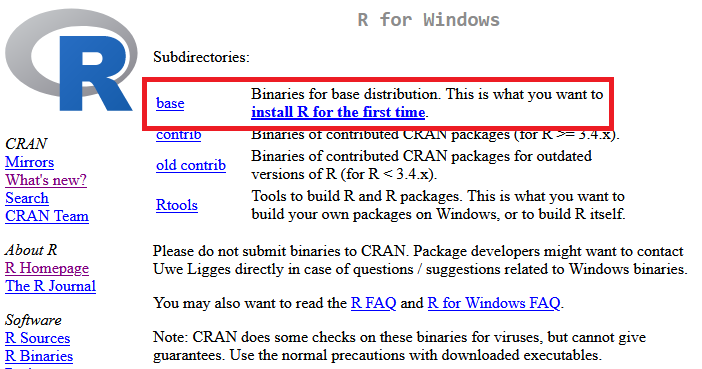 R
R for Windows
Subdirectories:
base Binaries for base distribution. This is what you want to
install R for the first time.
contrib Binaries of contributed CRAN packages (for R >= 3.4.x).
old contrib Binaries of contributed CRAN packages for outdated
versions of R (for R < 3.4.x).
Rtools Tools to build R and R packages. This is what you want to
build your own packages on Windows, or to build R itself.
Please do not submit binaries to CRAN. Package developers might want to contact
Uwe Ligges directly in case of questions / suggestions related to Windows binaries.
You may also want to read the R FAQ and R for Windows FAQ.
Note: CRAN does some checks on these binaries for viruses, but cannot give
guarantees. Use the normal precautions with downloaded executables.
CRAN
Mirrors
What's new?
Search
CRAN Team
About R
R Homepage
The R Journal
Software
R Sources
R Binaries